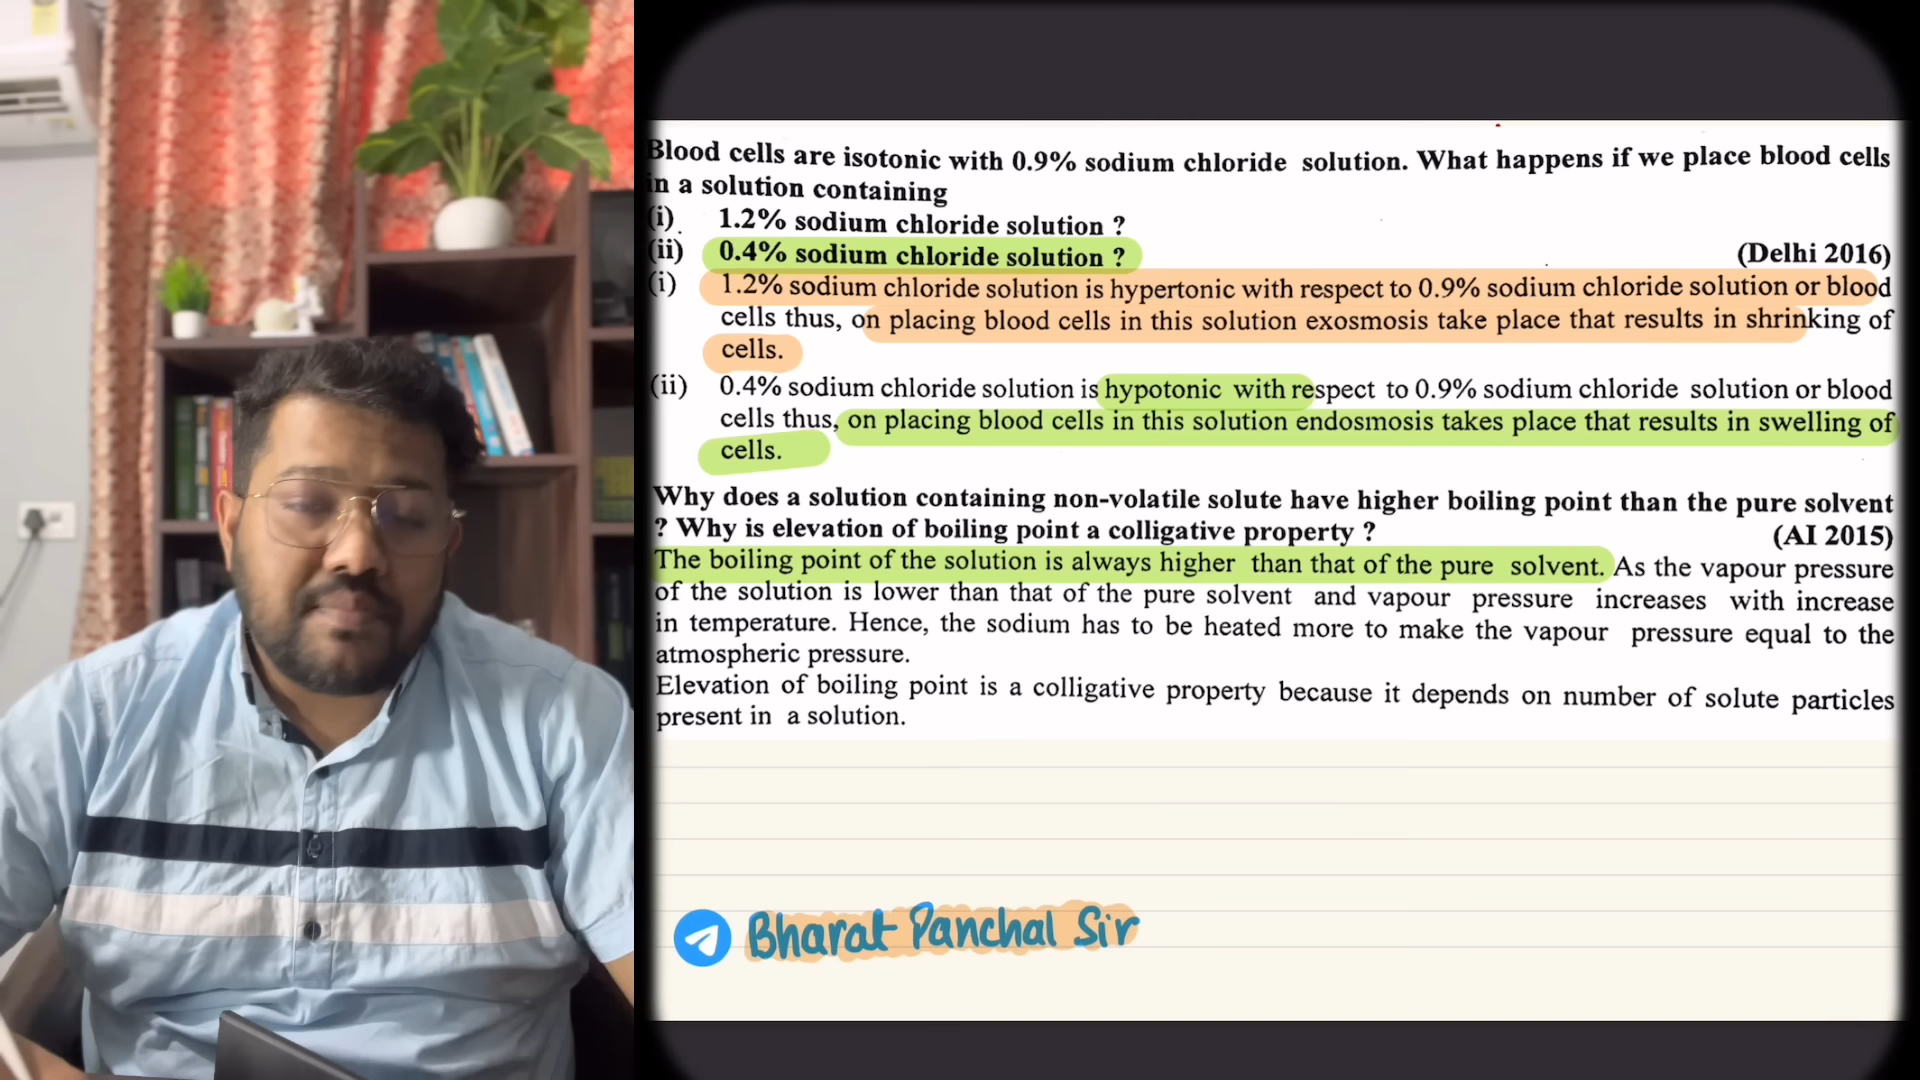 Blood cells are isotonic with 0.9% sodium chloride solution. What happens if we place blood cells
in a solution containing
(i). 1.2% sodium chloride solution ?
(ii) 0.4% sodium chloride solution ? (Delhi 2016)
(i) 1.2% sodium chloride solution is hypertonic with respect to 0.9% sodium chloride solution or blood
cells thus, on placing blood cells in this solution exosmosis take place that results in shrinking of
cells.
(ii) 0.4% sodium chloride solution is hypotonic with respect to 0.9% sodium chloride solution or blood
cells thus, on placing blood cells in this solution endosmosis takes place that results in swelling of
cells.
Why does a solution containing non-volatile solute have higher boiling point than the pure solvent
? Why is elevation of boiling point a colligative property ? (AI 2015)
The boiling point of the solution is always higher than that of the pure solvent. As the vapour pressure
of the solution is lower than that of the pure solvent and vapour pressure increases with increase
in temperature. Hence, the sodium has to be heated more to make the vapour pressure equal to the
atmospheric pressure.
Elevation of boiling point is a colligative property because it depends on number of solute particles
present in a solution.
Bharat Panchal Sir